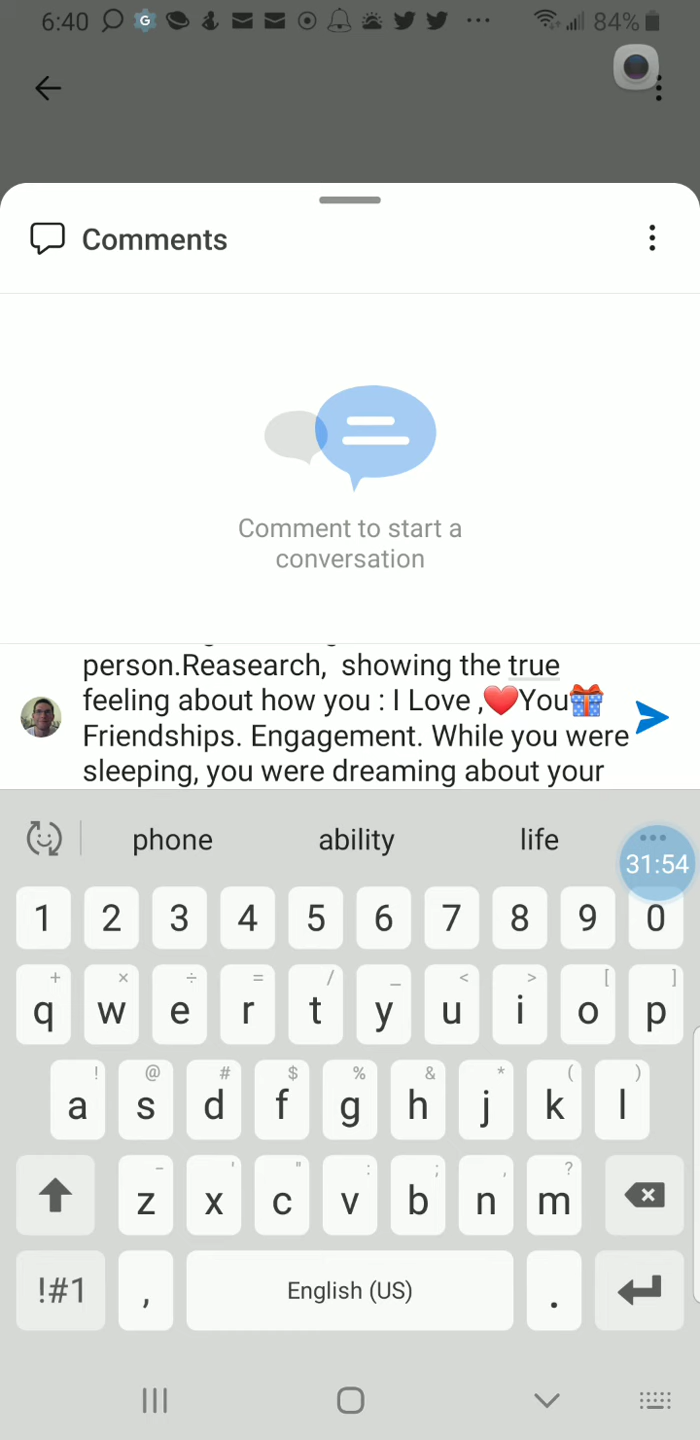 6:40 84%
Comments
Comment to start a
conversation
person.Reasearch, showing the true
feeling about how you : I Love ,❤️You🎁
Friendships. Engagement. While you were
sleeping, you were dreaming about your
phone ability life
31:54
1 2 3 4 5 6 7 8 9 0
+ × ÷ = / _ < > [ ]
q w e r t y u i o p
! @ # $ % & * ( )
a s d f g h j k l
- ' " : ; , ?
z x c v b n m
!#1 , English (US) .